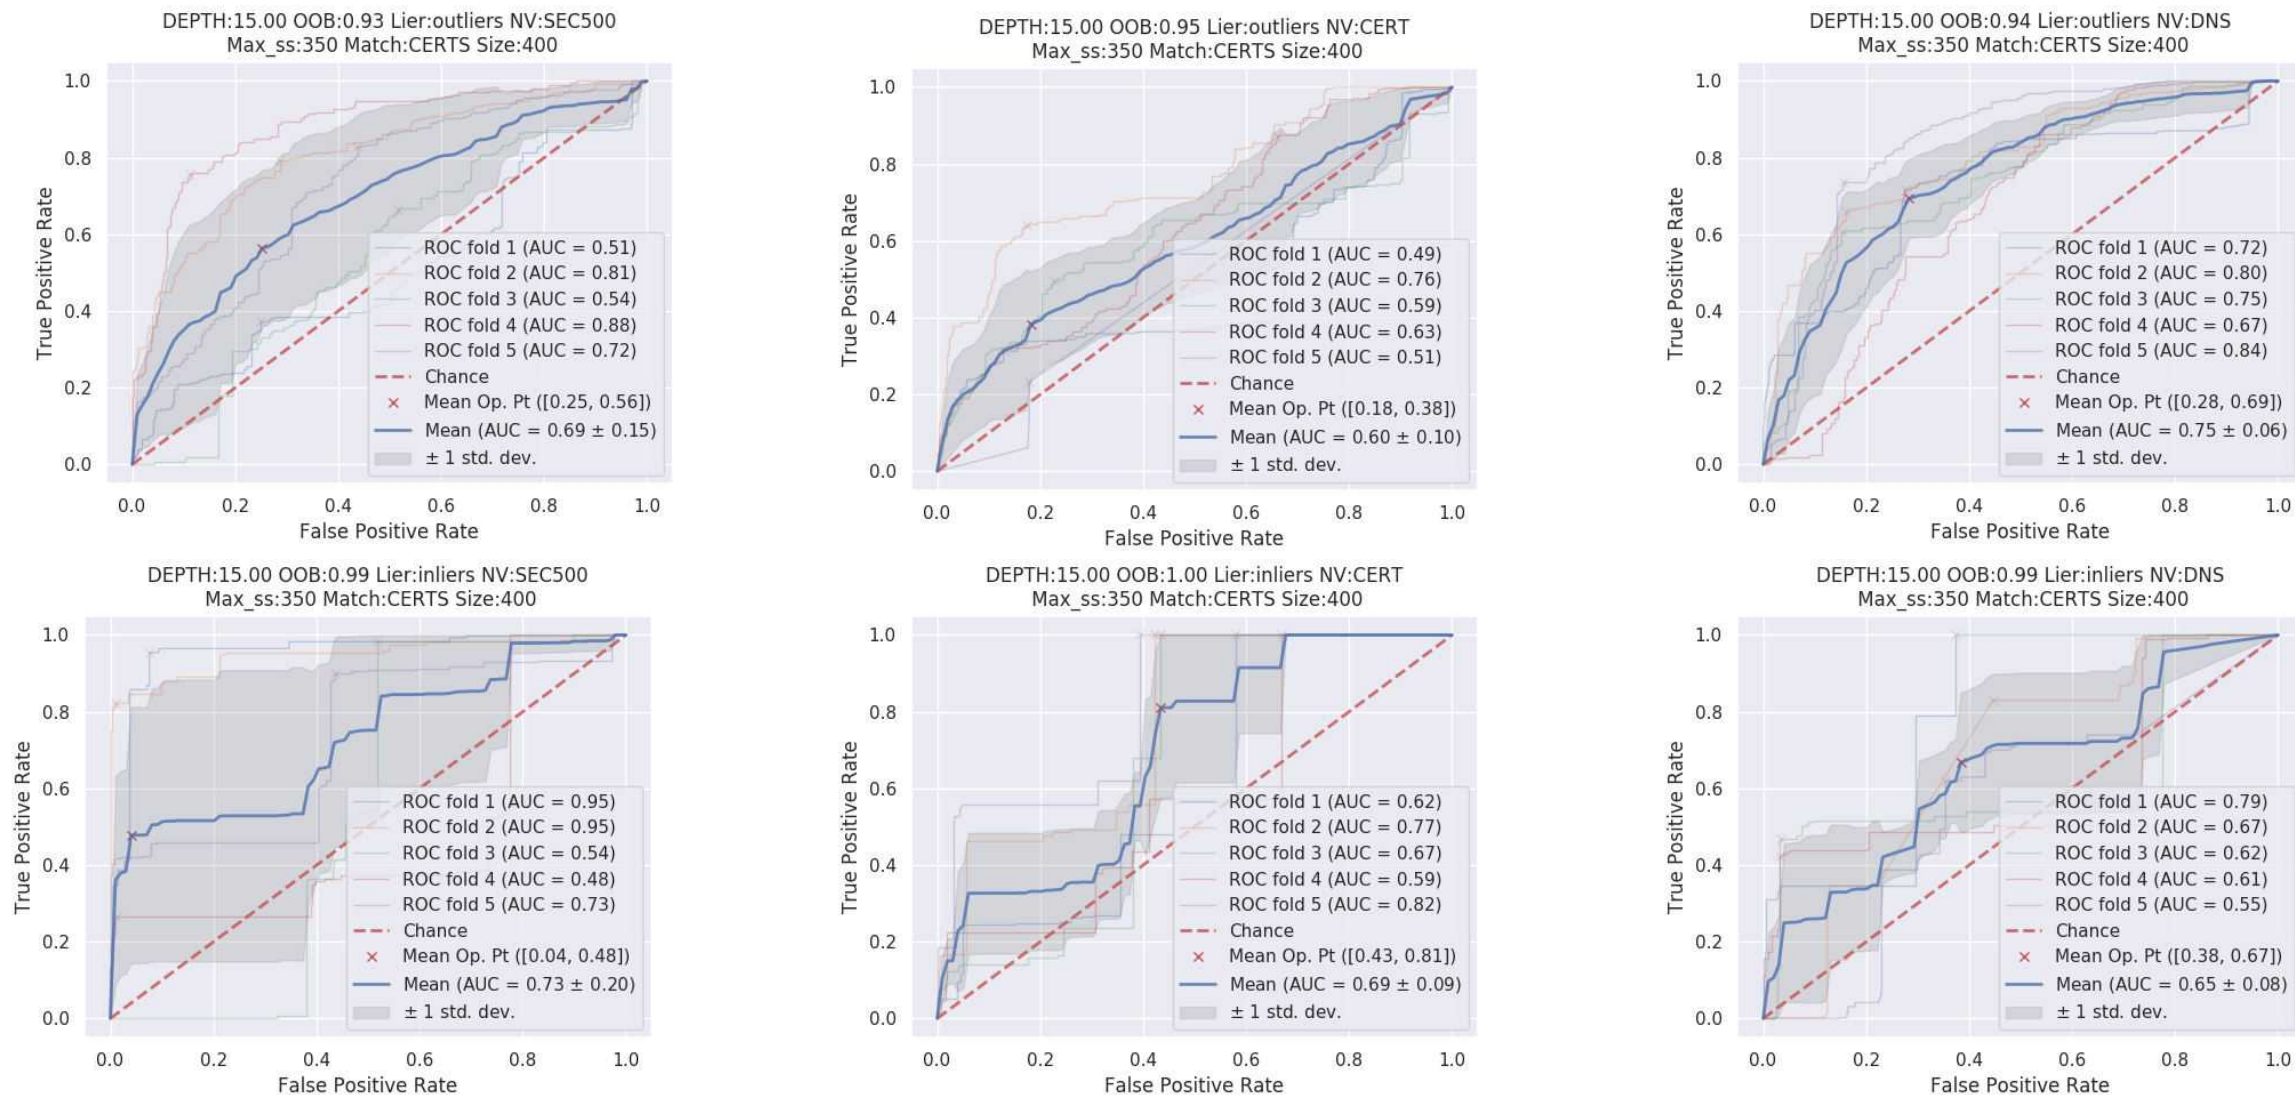 DEPTH:15.00 OOB:0.93 Lier:outliers NV:SEC500
Max_ss:350 Match:CERTS Size:400
1.0
0.8
0.6
0.4
0.2
0.0
True Positive Rate
ROC fold 1 (AUC = 0.51)
ROC fold 2 (AUC = 0.81)
ROC fold 3 (AUC = 0.54)
ROC fold 4 (AUC = 0.88)
ROC fold 5 (AUC = 0.72)
Chance
Mean Op. Pt ([0.25, 0.56])
Mean (AUC = 0.69 ± 0.15)
± 1 std. dev.
0.0 0.2 0.4 0.6 0.8 1.0
False Positive Rate
DEPTH:15.00 OOB:0.95 Lier:outliers NV:CERT
Max_ss:350 Match:CERTS Size:400
1.0
0.8
0.6
0.4
0.2
0.0
True Positive Rate
ROC fold 1 (AUC = 0.49)
ROC fold 2 (AUC = 0.76)
ROC fold 3 (AUC = 0.59)
ROC fold 4 (AUC = 0.63)
ROC fold 5 (AUC = 0.51)
Chance
Mean Op. Pt ([0.18, 0.38])
Mean (AUC = 0.60 ± 0.10)
± 1 std. dev.
0.0 0.2 0.4 0.6 0.8 1.0
False Positive Rate
DEPTH:15.00 OOB:0.94 Lier:outliers NV:DNS
Max_ss:350 Match:CERTS Size:400
1.0
0.8
0.6
0.4
0.2
0.0
True Positive Rate
ROC fold 1 (AUC = 0.72)
ROC fold 2 (AUC = 0.80)
ROC fold 3 (AUC = 0.75)
ROC fold 4 (AUC = 0.67)
ROC fold 5 (AUC = 0.84)
Chance
Mean Op. Pt ([0.28, 0.69])
Mean (AUC = 0.75 ± 0.06)
± 1 std. dev.
0.0 0.2 0.4 0.6 0.8 1.0
False Positive Rate
DEPTH:15.00 OOB:0.99 Lier:inliers NV:SEC500
Max_ss:350 Match:CERTS Size:400
1.0
0.8
0.6
0.4
0.2
0.0
True Positive Rate
ROC fold 1 (AUC = 0.95)
ROC fold 2 (AUC = 0.95)
ROC fold 3 (AUC = 0.54)
ROC fold 4 (AUC = 0.48)
ROC fold 5 (AUC = 0.73)
Chance
Mean Op. Pt ([0.04, 0.48])
Mean (AUC = 0.73 ± 0.20)
± 1 std. dev.
0.0 0.2 0.4 0.6 0.8 1.0
False Positive Rate
DEPTH:15.00 OOB:1.00 Lier:inliers NV:CERT
Max_ss:350 Match:CERTS Size:400
1.0
0.8
0.6
0.4
0.2
0.0
True Positive Rate
ROC fold 1 (AUC = 0.62)
ROC fold 2 (AUC = 0.77)
ROC fold 3 (AUC = 0.67)
ROC fold 4 (AUC = 0.59)
ROC fold 5 (AUC = 0.82)
Chance
Mean Op. Pt ([0.43, 0.81])
Mean (AUC = 0.69 ± 0.09)
± 1 std. dev.
0.0 0.2 0.4 0.6 0.8 1.0
False Positive Rate
DEPTH:15.00 OOB:0.99 Lier:inliers NV:DNS
Max_ss:350 Match:CERTS Size:400
1.0
0.8
0.6
0.4
0.2
0.0
True Positive Rate
ROC fold 1 (AUC = 0.79)
ROC fold 2 (AUC = 0.67)
ROC fold 3 (AUC = 0.62)
ROC fold 4 (AUC = 0.61)
ROC fold 5 (AUC = 0.55)
Chance
Mean Op. Pt ([0.38, 0.67])
Mean (AUC = 0.65 ± 0.08)
± 1 std. dev.
0.0 0.2 0.4 0.6 0.8 1.0
False Positive Rate